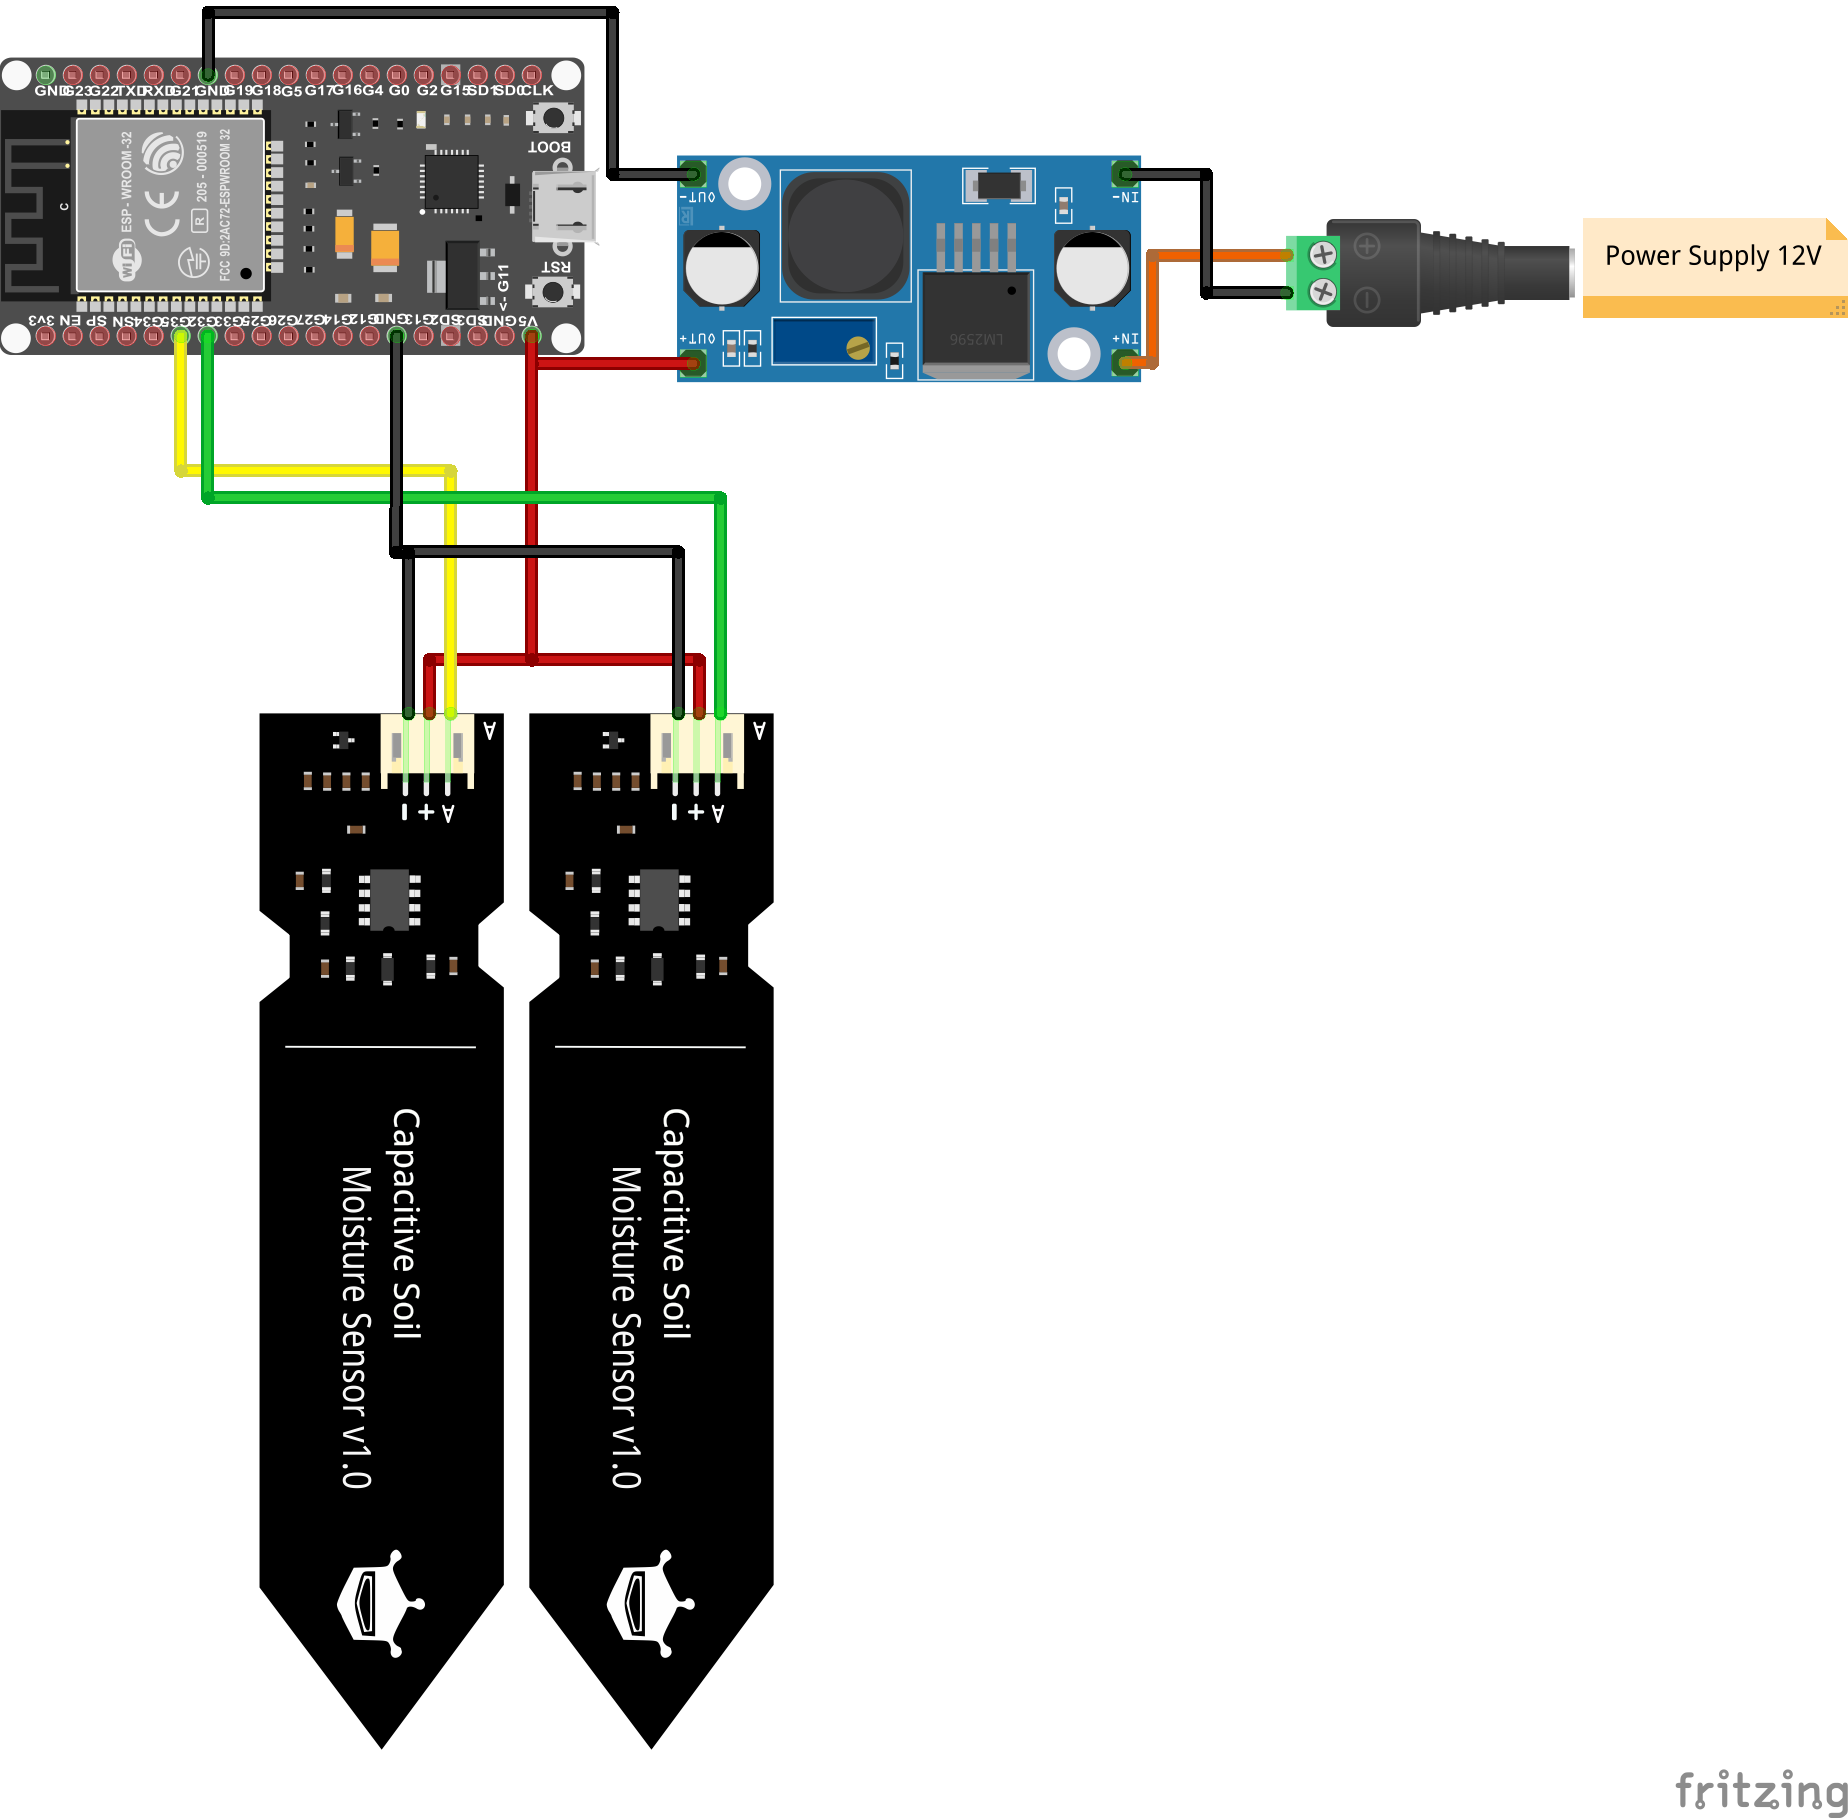 GND G23 G22 TXD RXD G21 GND G19 G18 G5 G17 G16 G4 G0 G2 G15 SD1 SD0 CLK
BOOT
ESP - WROOM -32
WiFi
CE
R
205 - 000519
FCC 9D:2AC72-ESPWROOM 32
C
RST
<- G11
3v3 EN SP SN G34 G35 G32 G33 G25 G26 G27 G14 G12 GND G13 SD2 SD3 GND V5
OUT-
IN-
R
LM2596
OUT+
IN+
Power Supply 12V
A
- + A
Capacitive Soil
Moisture Sensor v1.0
A
- + A
Capacitive Soil
Moisture Sensor v1.0
fritzing